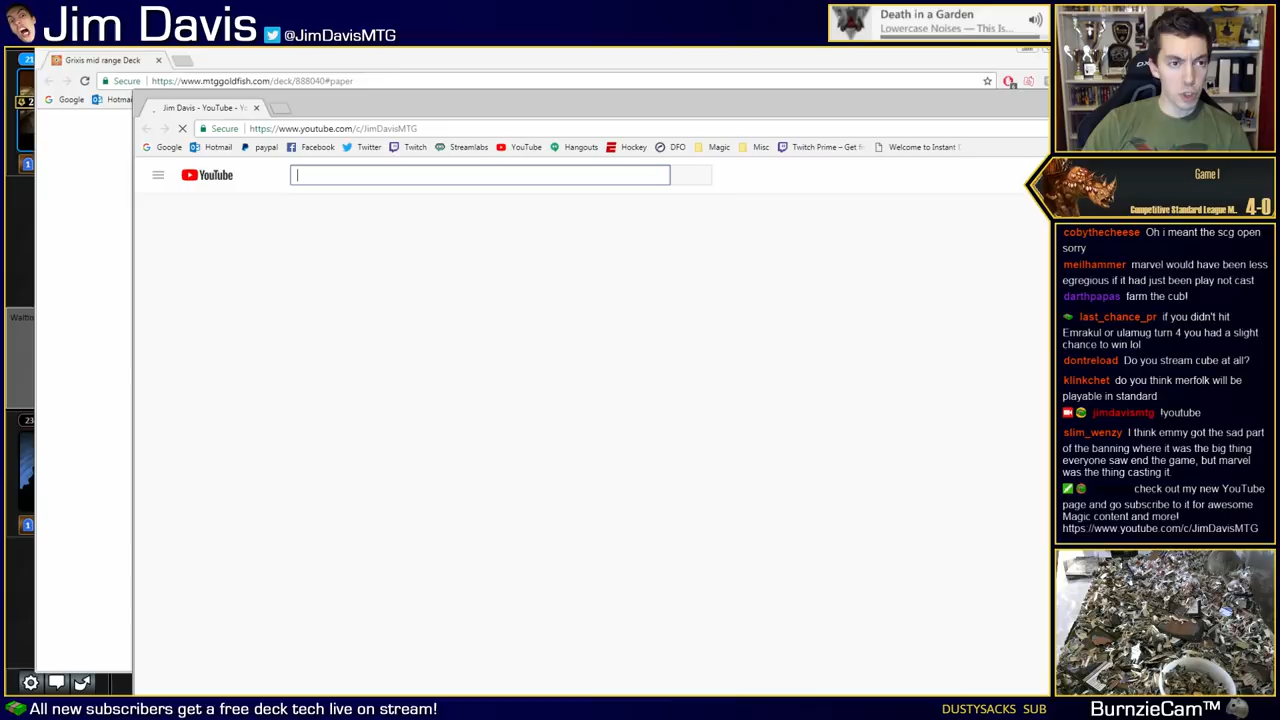 Jim Davis
@JimDavisMTG
Death in a Garden
Lowercase Noises — This Is...
Grixis mid range Deck
Secure
https://www.mtggoldfish.com/deck/888040#paper
Google
Hotmai
Jim Davis - YouTube - Yo
Secure
https://www.youtube.com/c/JimDavisMTG
Google Hotmail paypal Facebook Twitter Twitch Streamlabs YouTube Hangouts Hockey DFO Magic Misc Twitch Prime – Get f Welcome to Instant D
YouTube
Waitin
Game 1
Competitive Standard League M.. 4-0
cobythecheese Oh i meant the scg open
sorry
meilhammer marvel would have been less
egregious if it had just been play not cast
darthpapas farm the cub!
last_chance_pr if you didn't hit
Emrakul or ulamug turn 4 you had a slight
chance to win lol
dontreload Do you stream cube at all?
klinkchet do you think merfolk will be
playable in standard
jimdavismtg !youtube
slim_wenzy I think emmy got the sad part
of the banning where it was the big thing
everyone saw end the game, but marvel
was the thing casting it.
check out my new YouTube
page and go subscribe to it for awesome
Magic content and more!
https://www.youtube.com/c/JimDavisMTG
All new subscribers get a free deck tech live on stream!
DUSTYSACKS SUB
BurnzieCam™